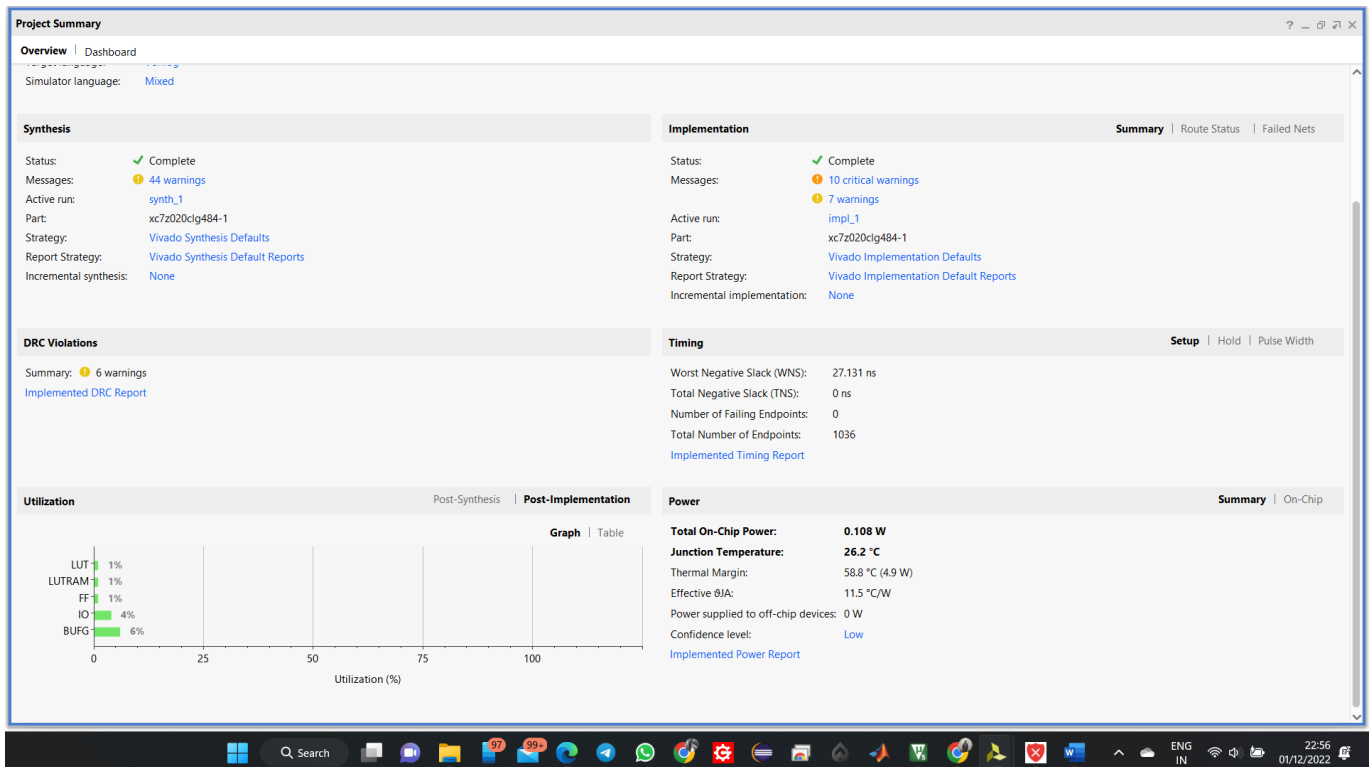 Project Summary
Overview | Dashboard
Simulator language: Mixed
Synthesis
Status: Complete
Messages: 44 warnings
Active run: synth_1
Part: xc7z020clg484-1
Strategy: Vivado Synthesis Defaults
Report Strategy: Vivado Synthesis Default Reports
Incremental synthesis: None
Implementation
Summary | Route Status | Failed Nets
Status: Complete
Messages: 10 critical warnings
7 warnings
Active run: impl_1
Part: xc7z020clg484-1
Strategy: Vivado Implementation Defaults
Report Strategy: Vivado Implementation Default Reports
Incremental implementation: None
DRC Violations
Summary: 6 warnings
Implemented DRC Report
Timing
Setup | Hold | Pulse Width
Worst Negative Slack (WNS): 27.131 ns
Total Negative Slack (TNS): 0 ns
Number of Failing Endpoints: 0
Total Number of Endpoints: 1036
Implemented Timing Report
Utilization
Post-Synthesis | Post-Implementation
Graph | Table
LUT 1%
LUTRAM 1%
FF 1%
IO 4%
BUFG 6%
0 25 50 75 100
Utilization (%)
Power
Summary | On-Chip
Total On-Chip Power: 0.108 W
Junction Temperature: 26.2 °C
Thermal Margin: 58.8 °C (4.9 W)
Effective ϑJA: 11.5 °C/W
Power supplied to off-chip devices: 0 W
Confidence level: Low
Implemented Power Report
Search
97
99+
ENG
IN
22:56
01/12/2022